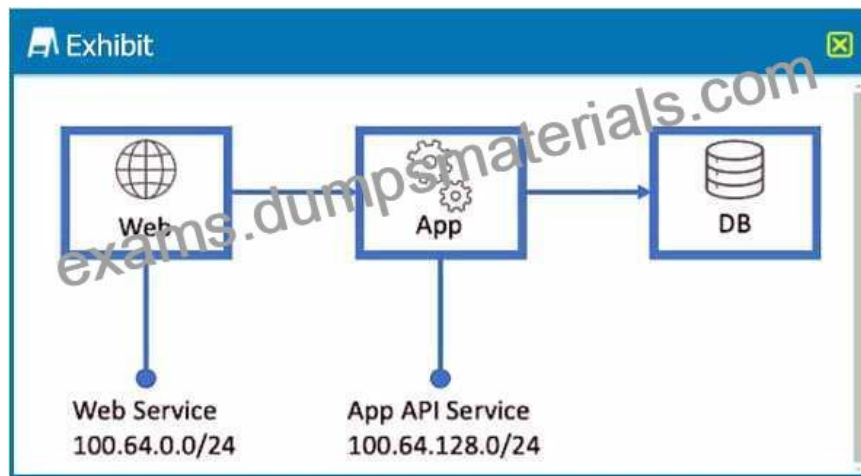 Exhibit
exams.dumpsmaterials.com
Web
App
DB
Web Service
100.64.0.0/24
App API Service
100.64.128.0/24